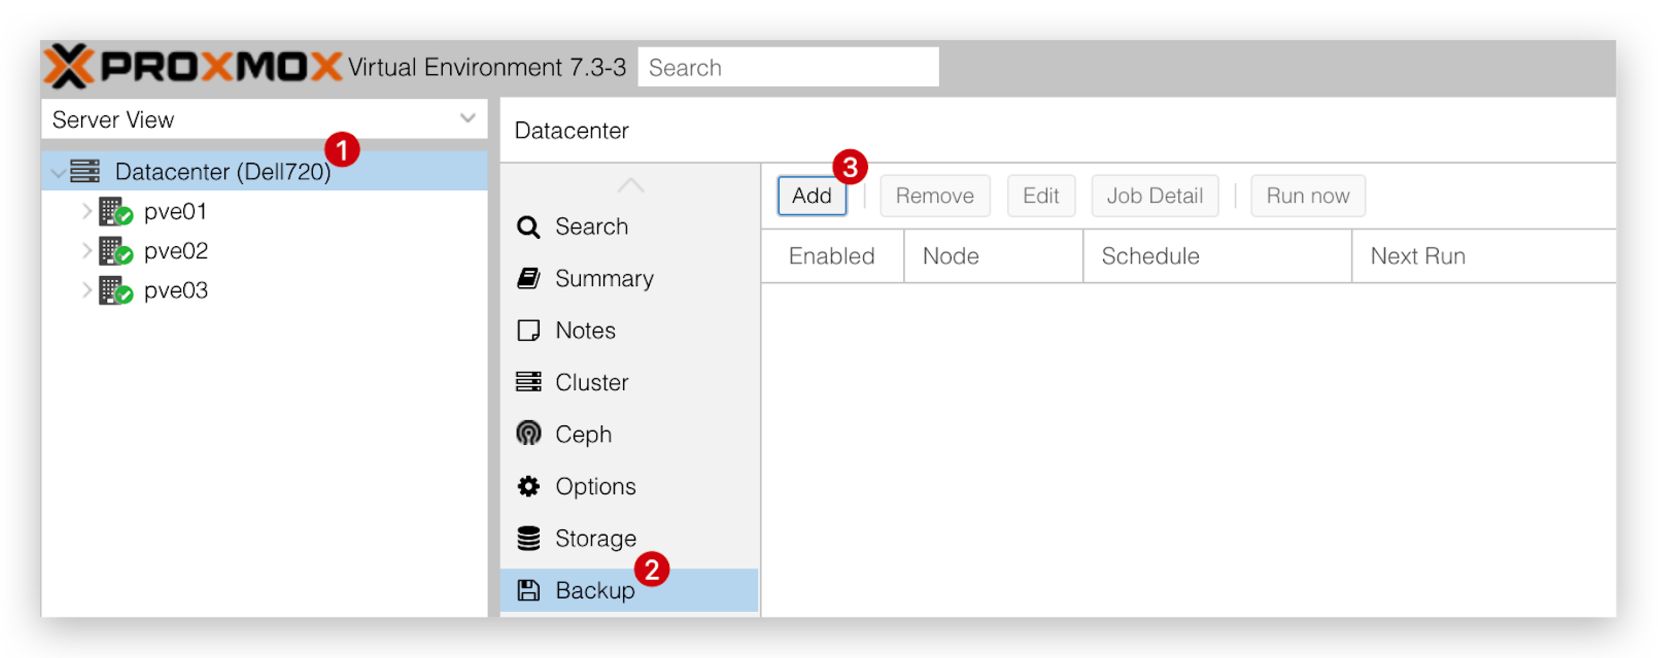 PROXMOX Virtual Environment 7.3-3 Search
Server View
Datacenter
1
Datacenter (Dell720)
pve01
pve02
pve03
Search
Summary
Notes
Cluster
Ceph
Options
Storage
2
Backup
3
Add Remove Edit Job Detail Run now
Enabled Node Schedule Next Run